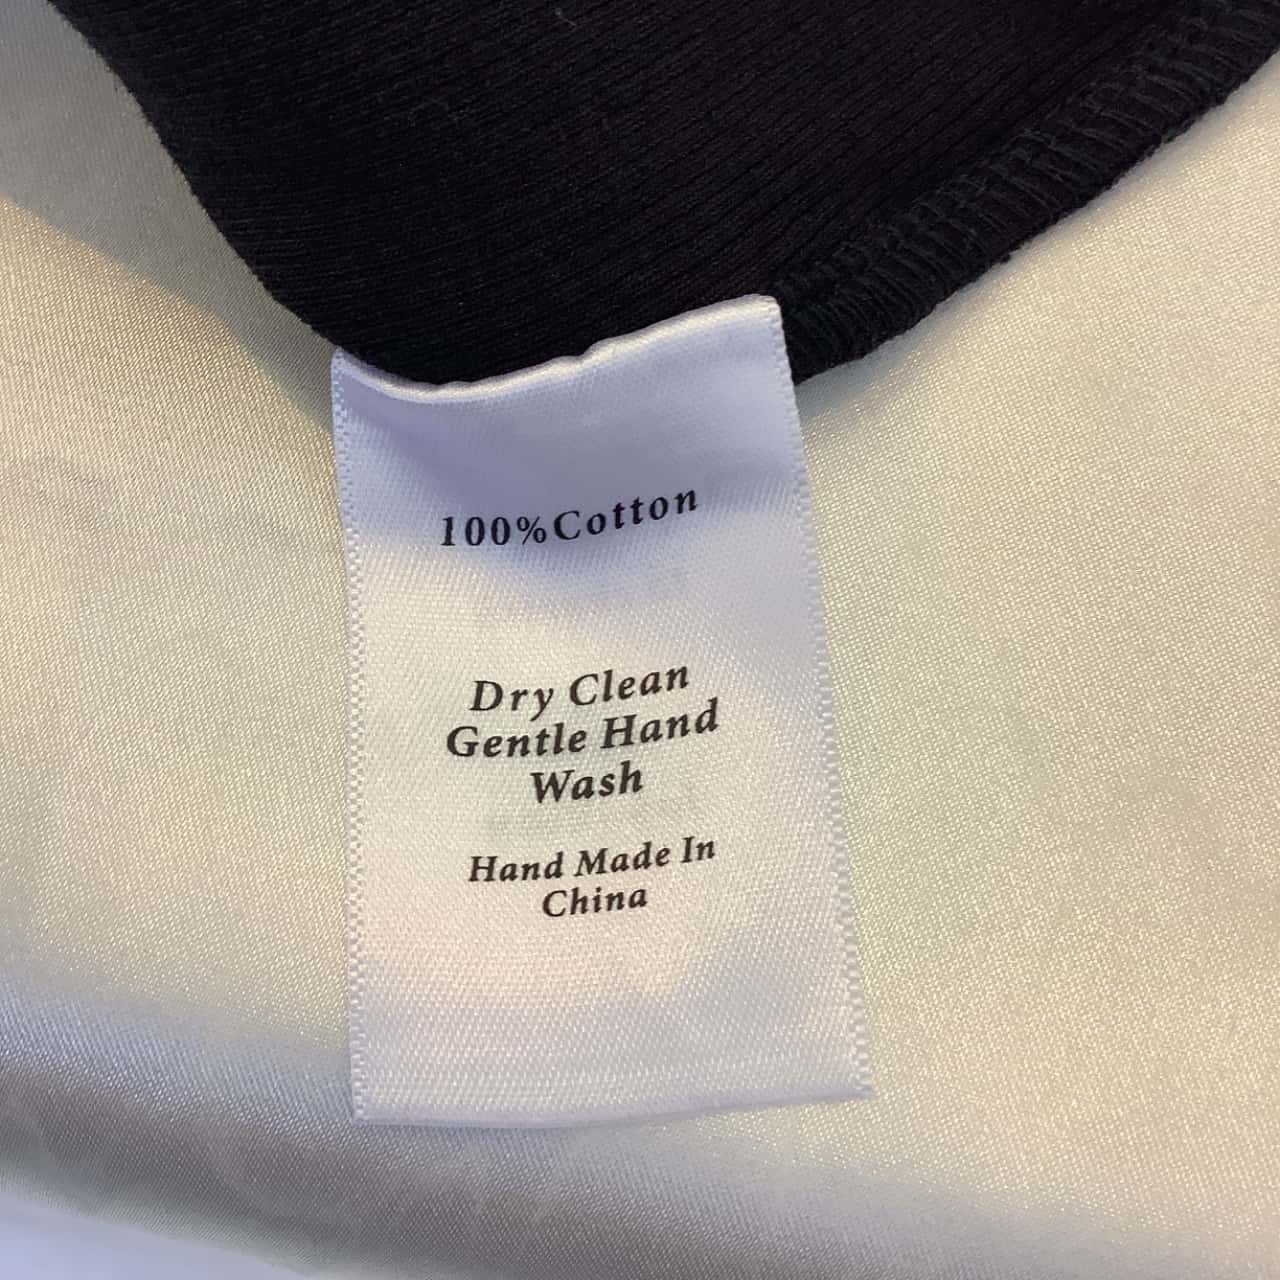 100%Cotton
Dry Clean
Gentle Hand
Wash
Hand Made In
China